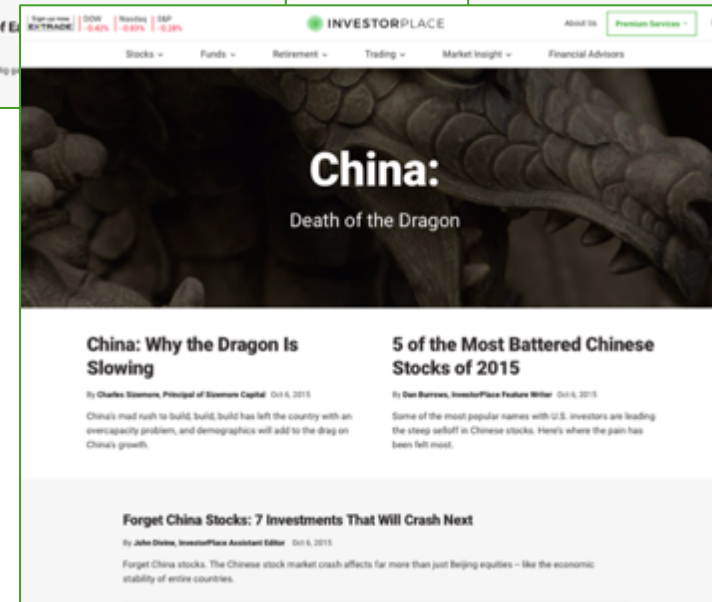 of Ea
Sign up now
E*TRADE
DOW
-0.42%
Nasdaq
-0.93%
S&P
-0.28%
INVESTORPLACE
About Us
Premium Services
Stocks
Funds
Retirement
Trading
Market Insight
Financial Advisors
China:
Death of the Dragon
China: Why the Dragon Is
Slowing
By Charles Sizemore, Principal of Sizemore Capital Oct 6, 2015
China's mad rush to build, build, build has left the country with an
overcapacity problem, and demographics will add to the drag on
China's growth.
5 of the Most Battered Chinese
Stocks of 2015
By Dan Burrows, InvestorPlace Feature Writer Oct 6, 2015
Some of the most popular names with U.S. investors are leading
the steep selloff in Chinese stocks. Here's where the pain has
been felt most.
Forget China Stocks: 7 Investments That Will Crash Next
By John Divine, InvestorPlace Assistant Editor Oct 6, 2015
Forget China stocks. The Chinese stock market crash affects far more than just Beijing equities – like the economic
stability of entire countries.